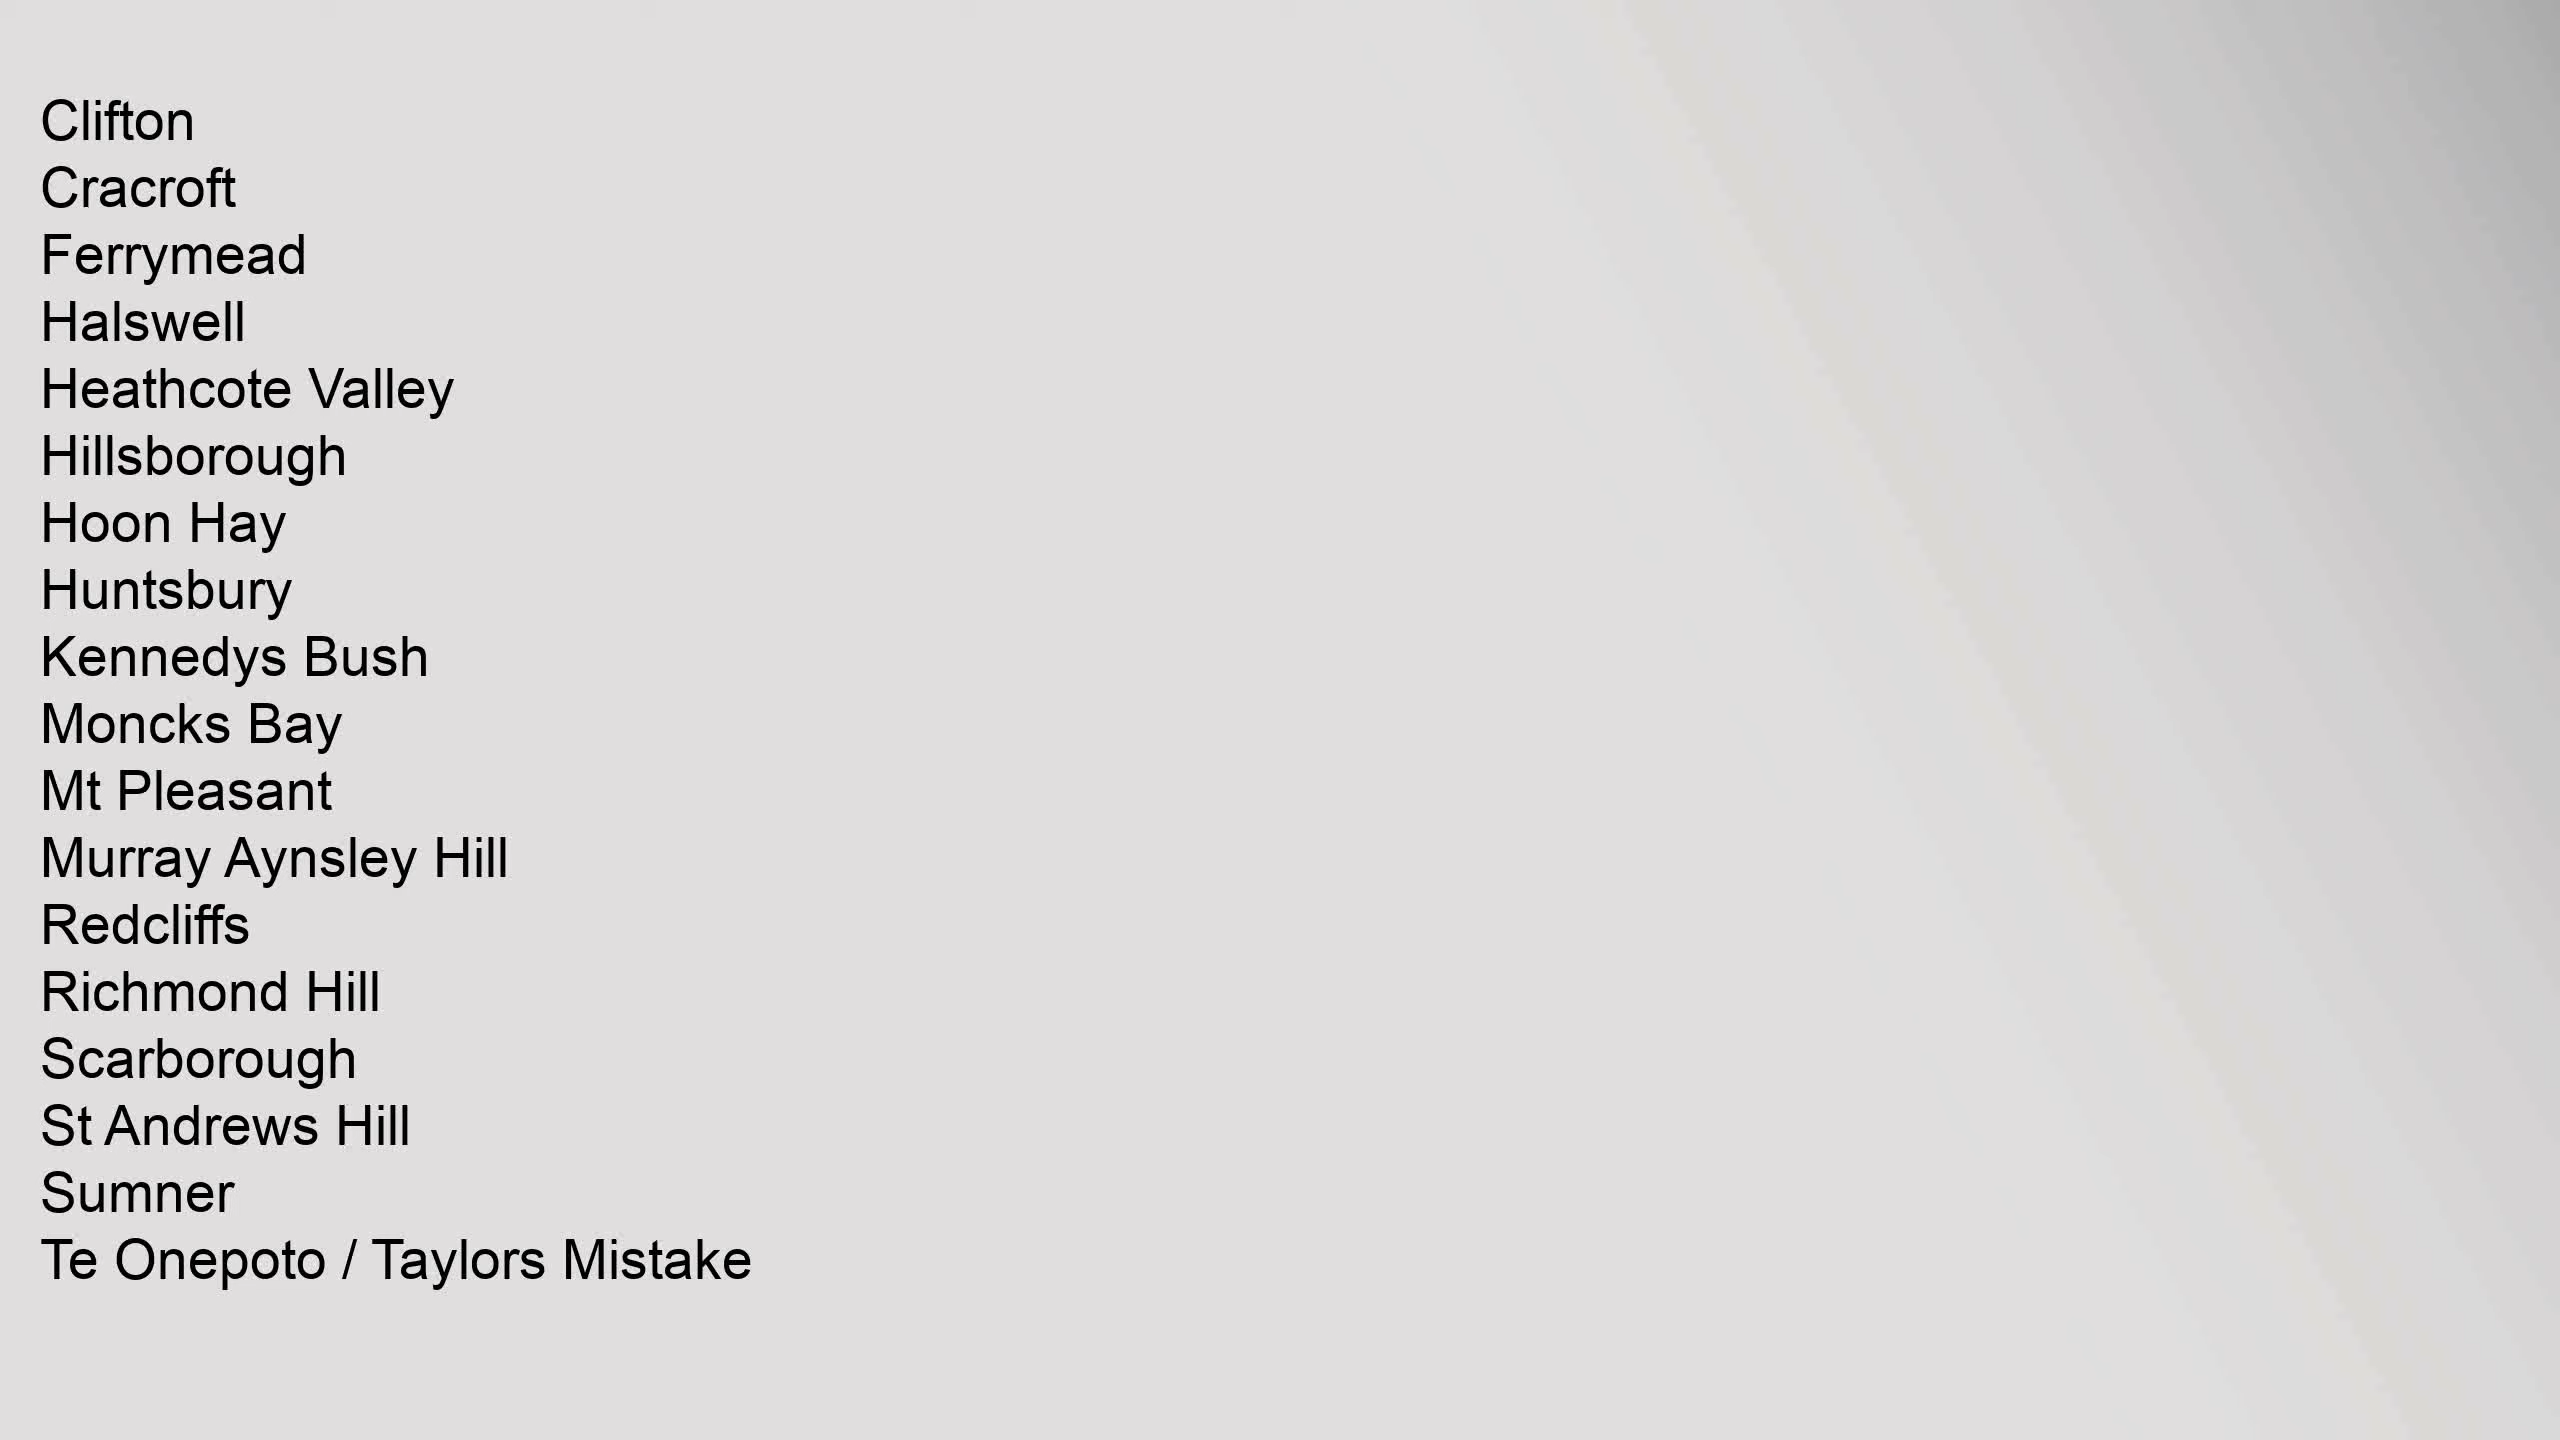 Clifton
Cracroft
Ferrymead
Halswell
Heathcote Valley
Hillsborough
Hoon Hay
Huntsbury
Kennedys Bush
Moncks Bay
Mt Pleasant
Murray Aynsley Hill
Redcliffs
Richmond Hill
Scarborough
St Andrews Hill
Sumner
Te Onepoto / Taylors Mistake